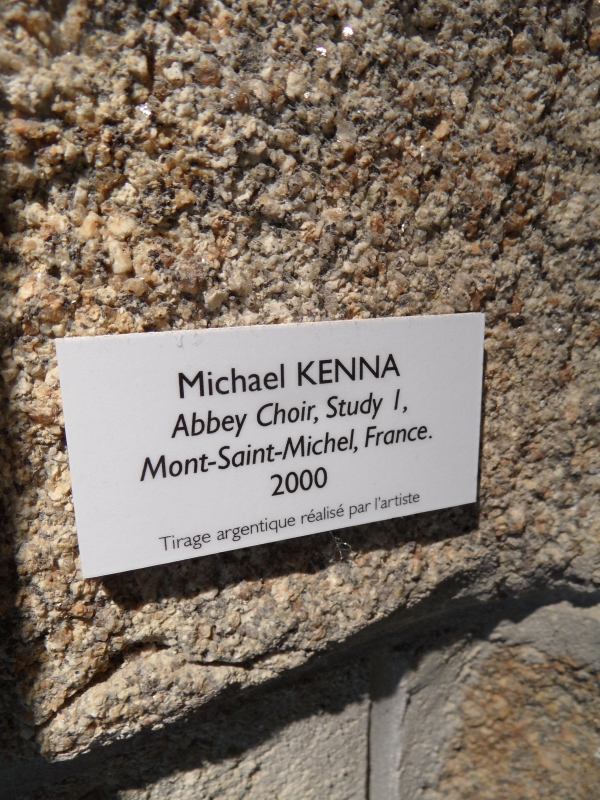 Michael KENNA
Abbey Choir, Study 1,
Mont-Saint-Michel, France.
2000
Tirage argentique réalisé par l'artiste